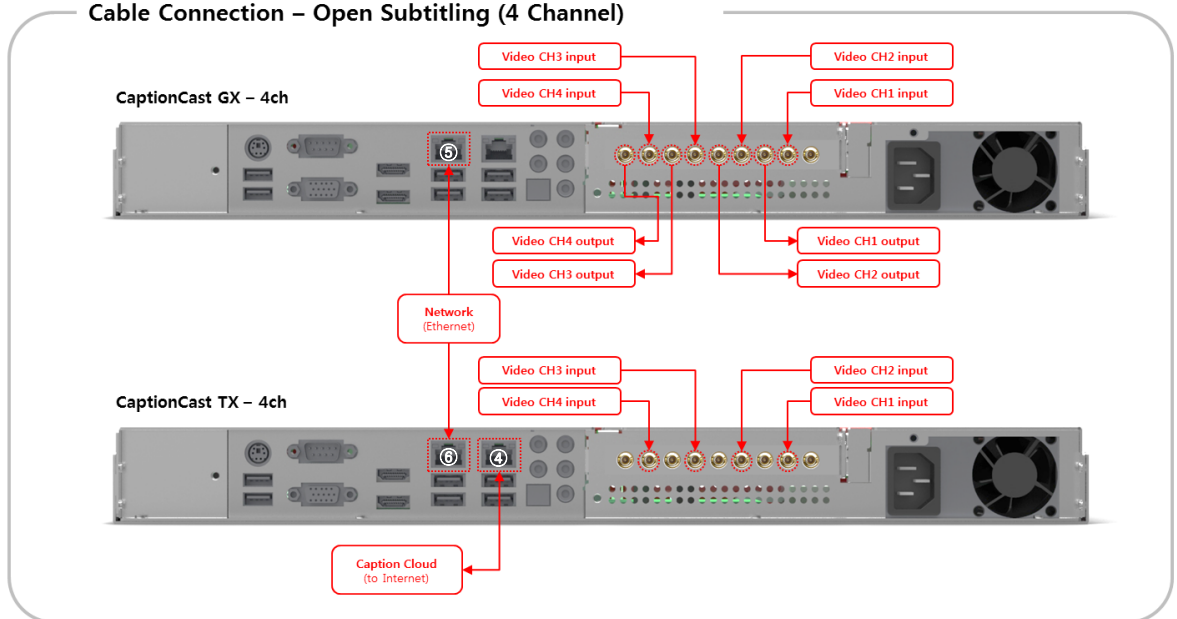 Cable Connection – Open Subtitling (4 Channel)
Video CH3 input
Video CH2 input
CaptionCast GX – 4ch
Video CH4 input
Video CH1 input
⑤
Video CH4 output
Video CH1 output
Video CH3 output
Video CH2 output
Network
(Ethernet)
Video CH3 input
Video CH2 input
CaptionCast TX – 4ch
Video CH4 input
Video CH1 input
⑥
④
Caption Cloud
(to Internet)